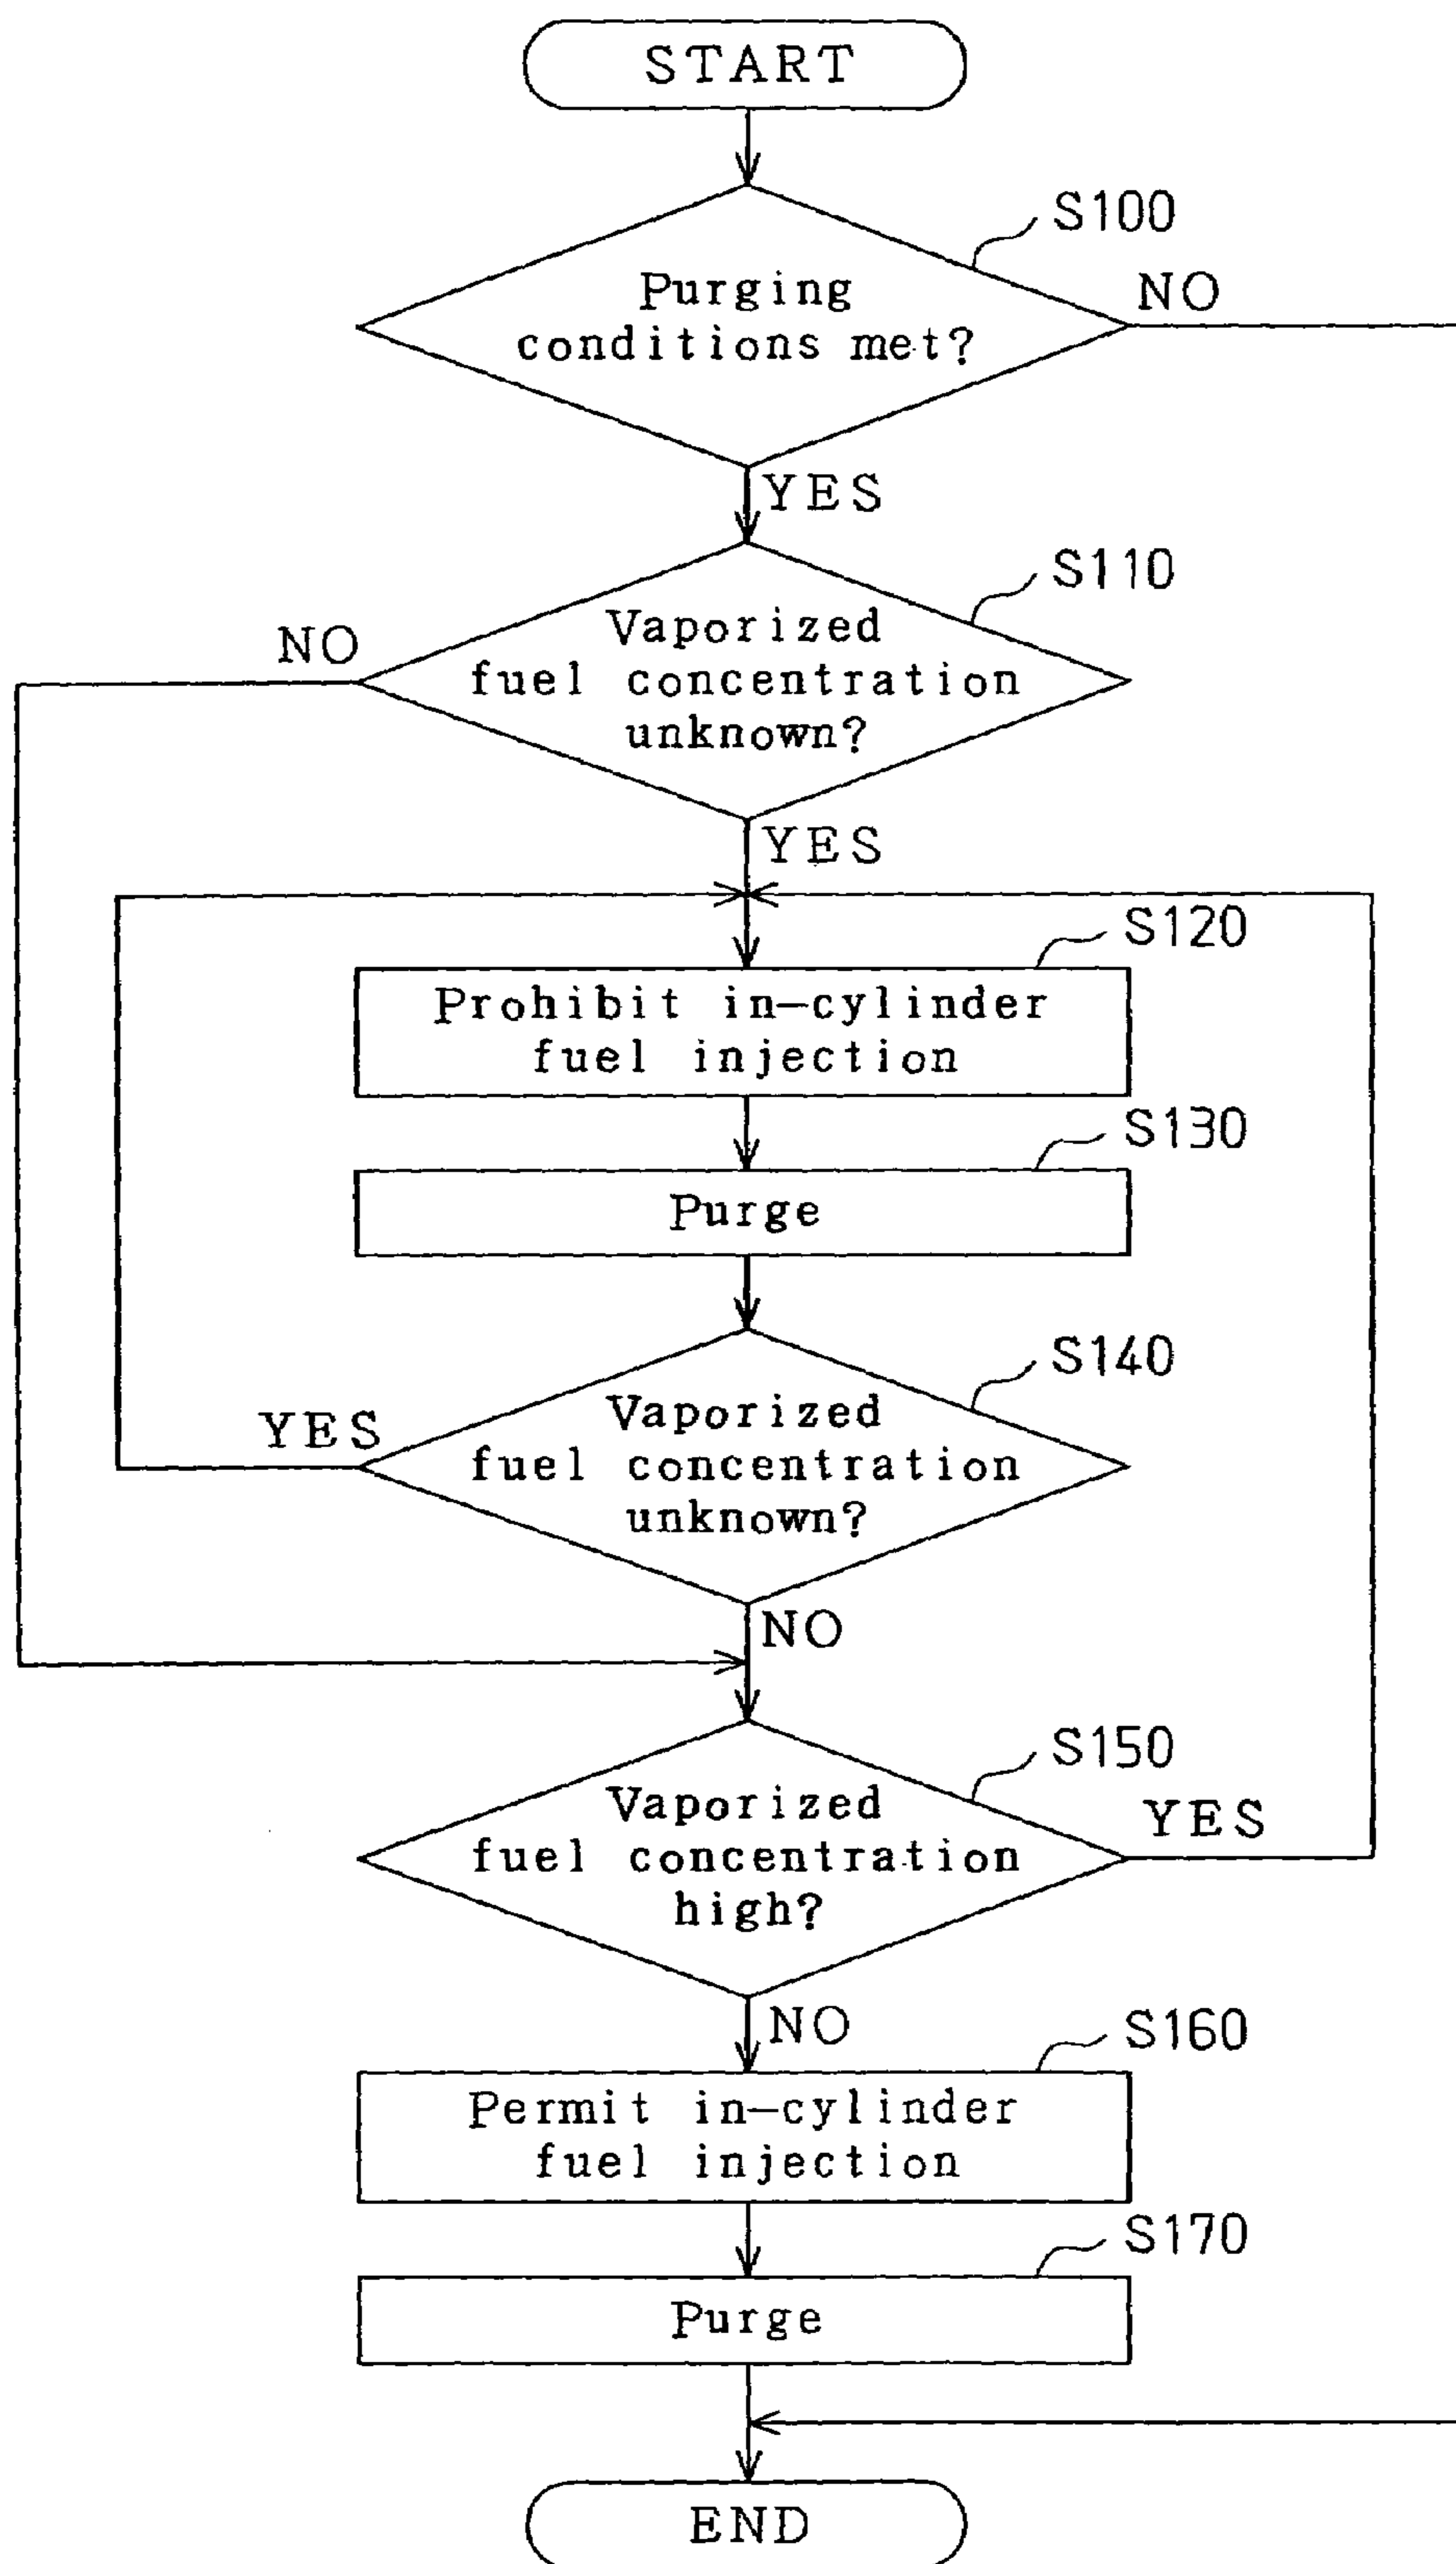 START
S100
Purging
conditions met?
NO
YES
S110
Vaporized
fuel concentration
unknown?
NO
YES
S120
Prohibit in-cylinder
fuel injection
S130
Purge
S140
Vaporized
fuel concentration
unknown?
YES
NO
S150
Vaporized
fuel concentration
high?
YES
NO
S160
Permit in-cylinder
fuel injection
S170
Purge
END